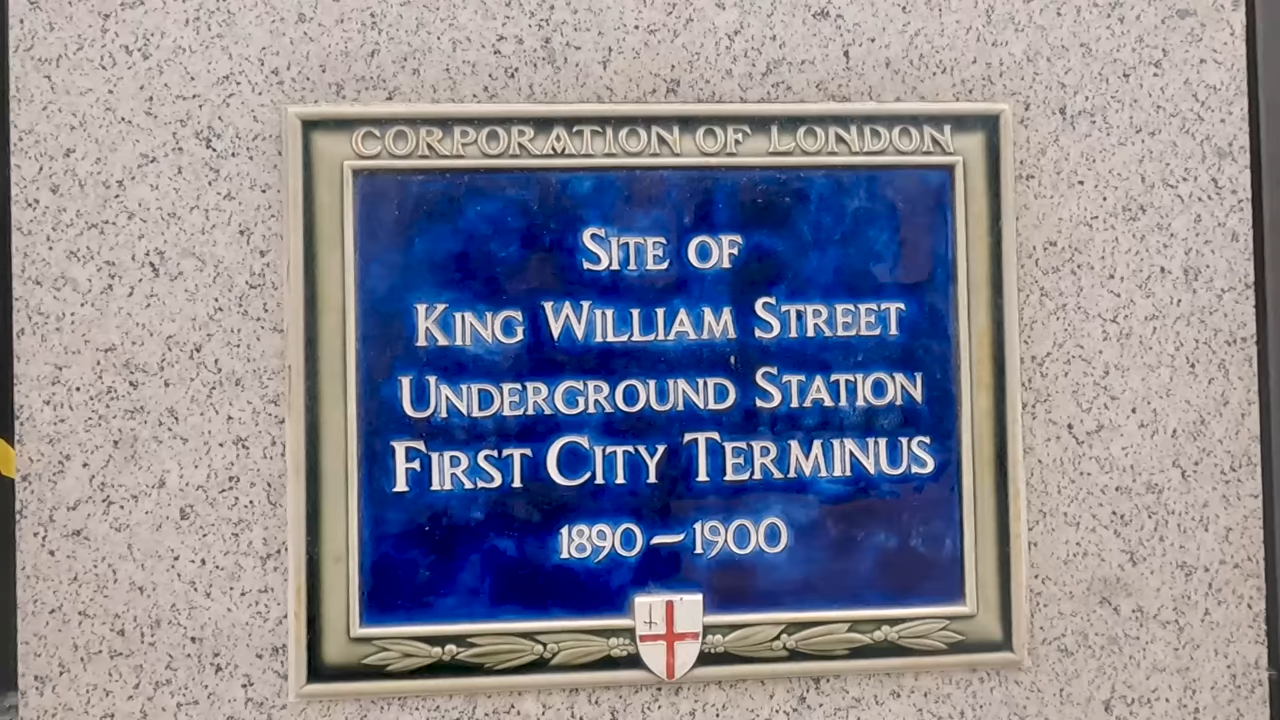 CORPORATION OF LONDON
SITE OF
KING WILLIAM STREET
UNDERGROUND STATION
FIRST CITY TERMINUS
1890 – 1900